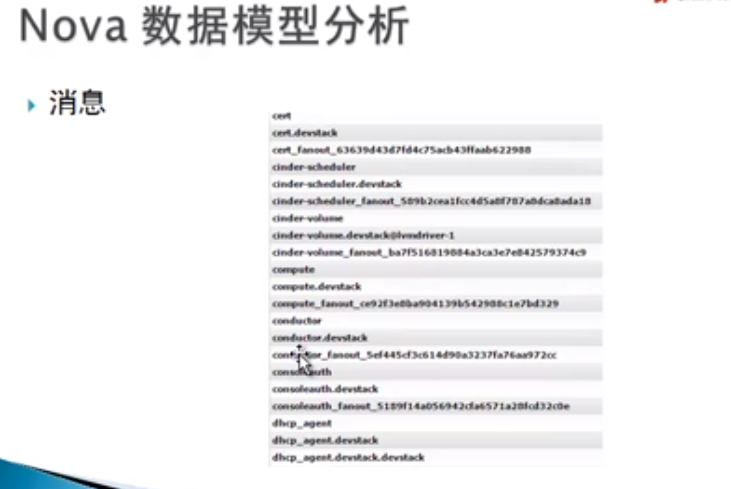 Nova 数据模型分析
消息
cert
cert.devstack
cert_fanout_63639d43d7fd4c75acb43ffaab622988
cinder-scheduler
cinder-scheduler.devstack
cinder-scheduler_fanout_589b2cea1fcc4d5a8f787a8dca8ada18
cinder-volume
cinder-volume.devstack@lvmdriver-1
cinder-volume_fanout_ba7f516819884a3ca3e7e842579374c9
compute
compute.devstack
compute_fanout_ce92f3e8ba904139b542988c1e7bd329
conductor
conductor.devstack
conductor_fanout_5ef445cf3c614d90a3237fa76aa972cc
consoleauth
consoleauth.devstack
consoleauth_fanout_5189f14a056942cfa6571a28fcd32c0e
dhcp_agent
dhcp_agent.devstack
dhcp_agent.devstack.devstack